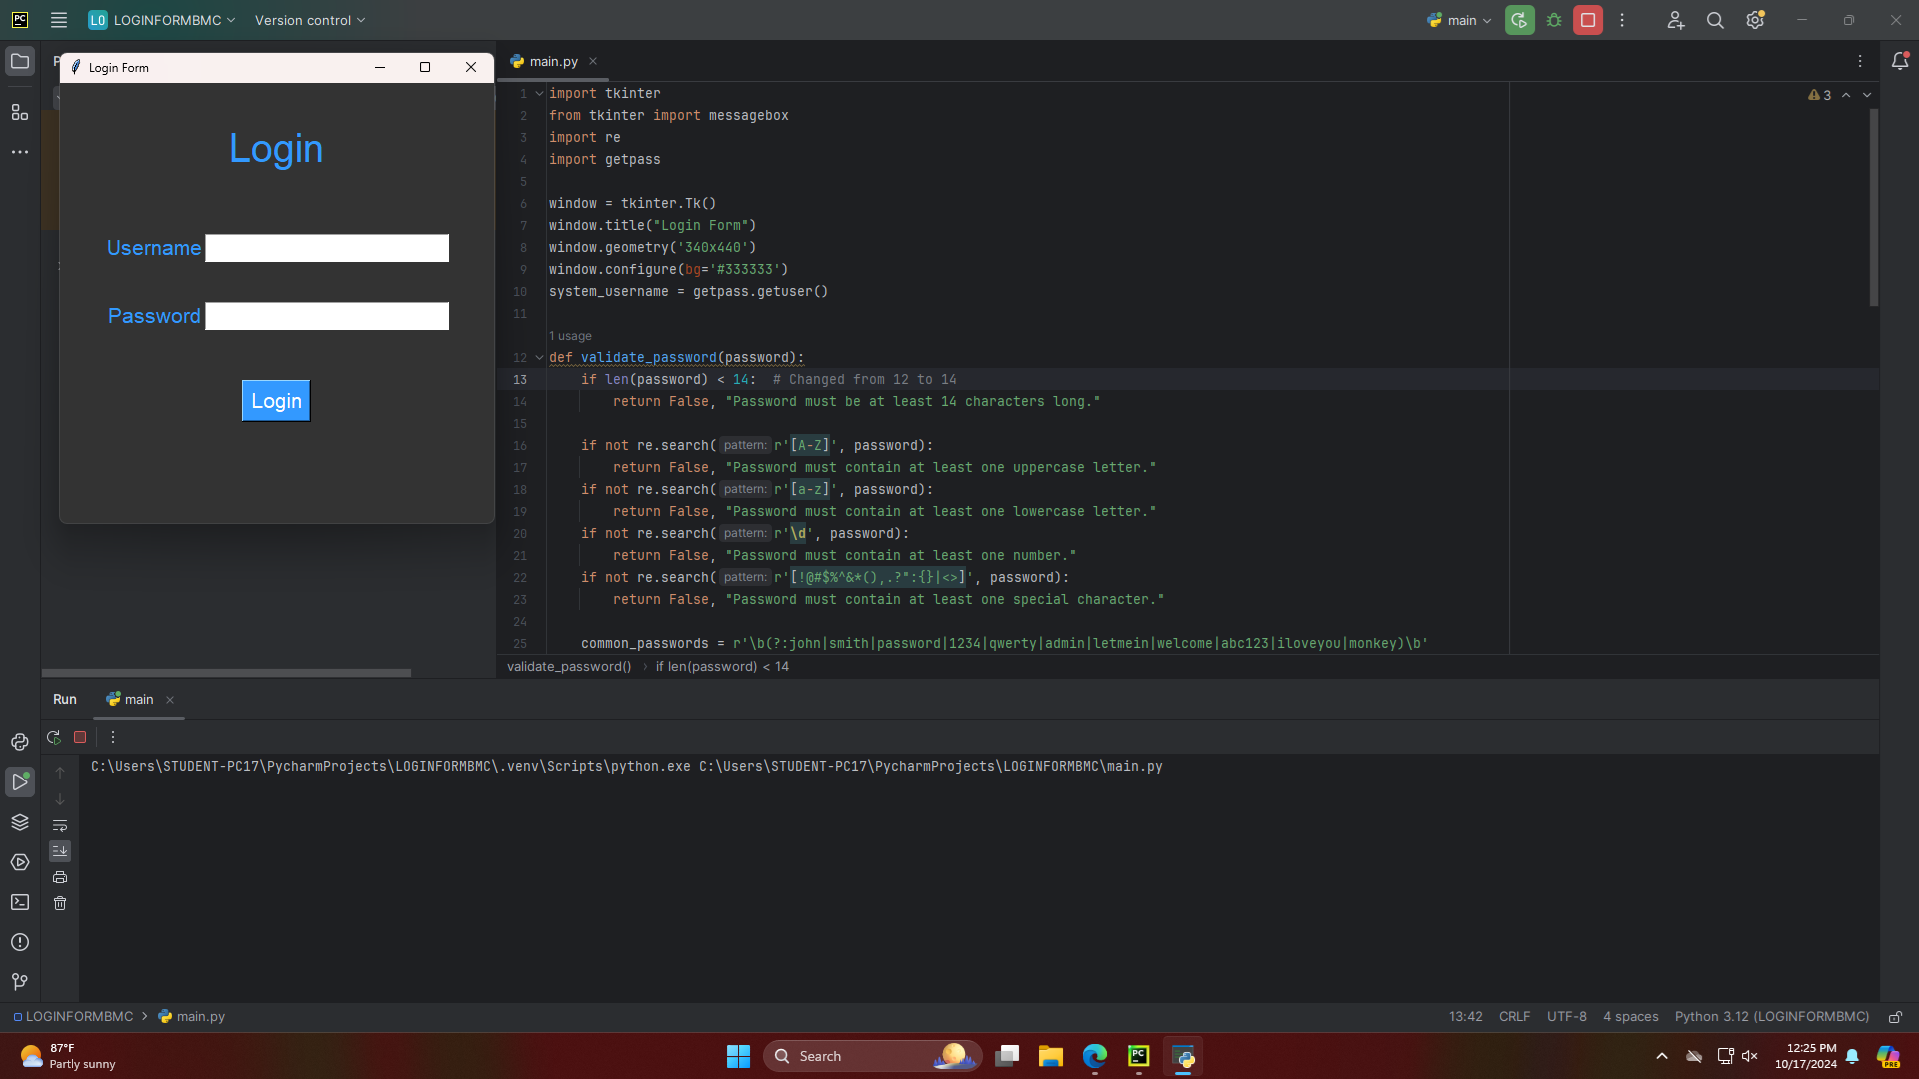 PC
LO LOGINFORMBMC
Version control
main
P
Login Form
Login
Username
Password
Login
main.py
3
1 import tkinter
2 from tkinter import messagebox
3 import re
4 import getpass
5
6 window = tkinter.Tk()
7 window.title("Login Form")
8 window.geometry('340x440')
9 window.configure(bg='#333333')
10 system_username = getpass.getuser()
11
1 usage
12 def validate_password(password):
13 if len(password) < 14: # Changed from 12 to 14
14 return False, "Password must be at least 14 characters long."
15
16 if not re.search( pattern: r'[A-Z]', password):
17 return False, "Password must contain at least one uppercase letter."
18 if not re.search( pattern: r'[a-z]', password):
19 return False, "Password must contain at least one lowercase letter."
20 if not re.search( pattern: r'\d', password):
21 return False, "Password must contain at least one number."
22 if not re.search( pattern: r'[!@#$%^&*(),.?":{}|<>]', password):
23 return False, "Password must contain at least one special character."
24
25 common_passwords = r'\b(?:john|smith|password|1234|qwerty|admin|letmein|welcome|abc123|iloveyou|monkey)\b'
validate_password() › if len(password) < 14
Run main
C:\Users\STUDENT-PC17\PycharmProjects\LOGINFORMBMC\.venv\Scripts\python.exe C:\Users\STUDENT-PC17\PycharmProjects\LOGINFORMBMC\main.py
LOGINFORMBMC > main.py
13:42 CRLF UTF-8 4 spaces Python 3.12 (LOGINFORMBMC)
87°F
Partly sunny
Search
PC
12:25 PM
10/17/2024
PRE